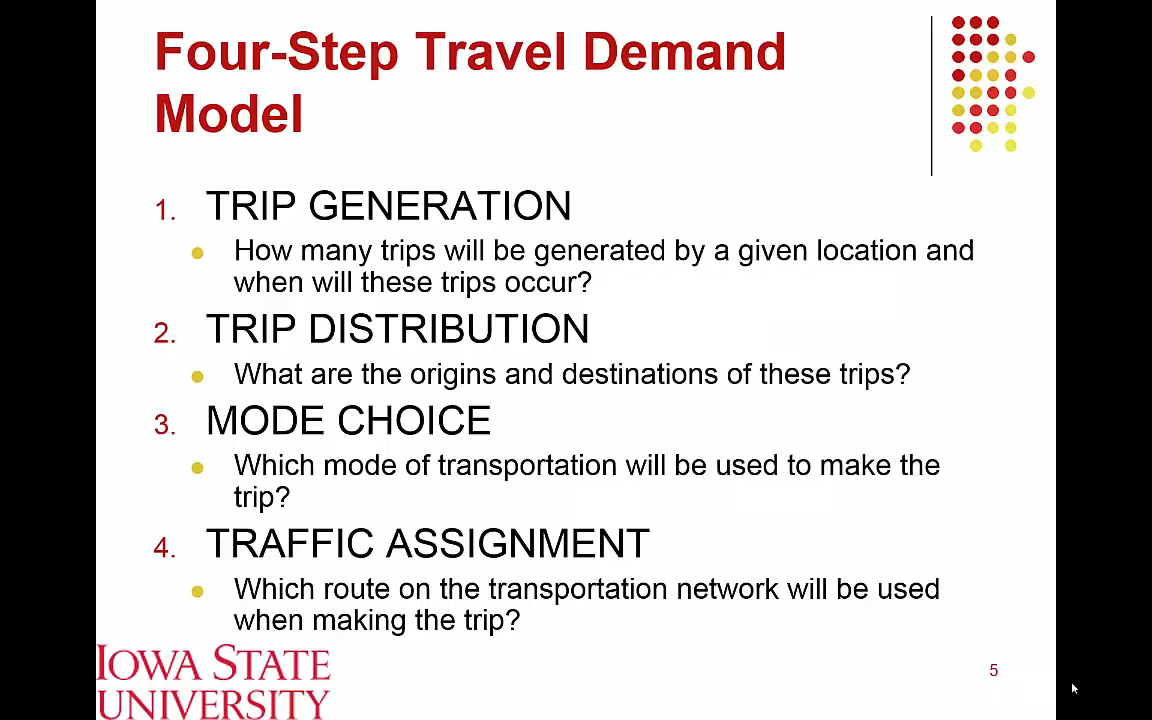 Four-Step Travel Demand
Model
1. TRIP GENERATION
How many trips will be generated by a given location and
when will these trips occur?
2. TRIP DISTRIBUTION
What are the origins and destinations of these trips?
3. MODE CHOICE
Which mode of transportation will be used to make the
trip?
4. TRAFFIC ASSIGNMENT
Which route on the transportation network will be used
when making the trip?
IOWA STATE
UNIVERSITY
5